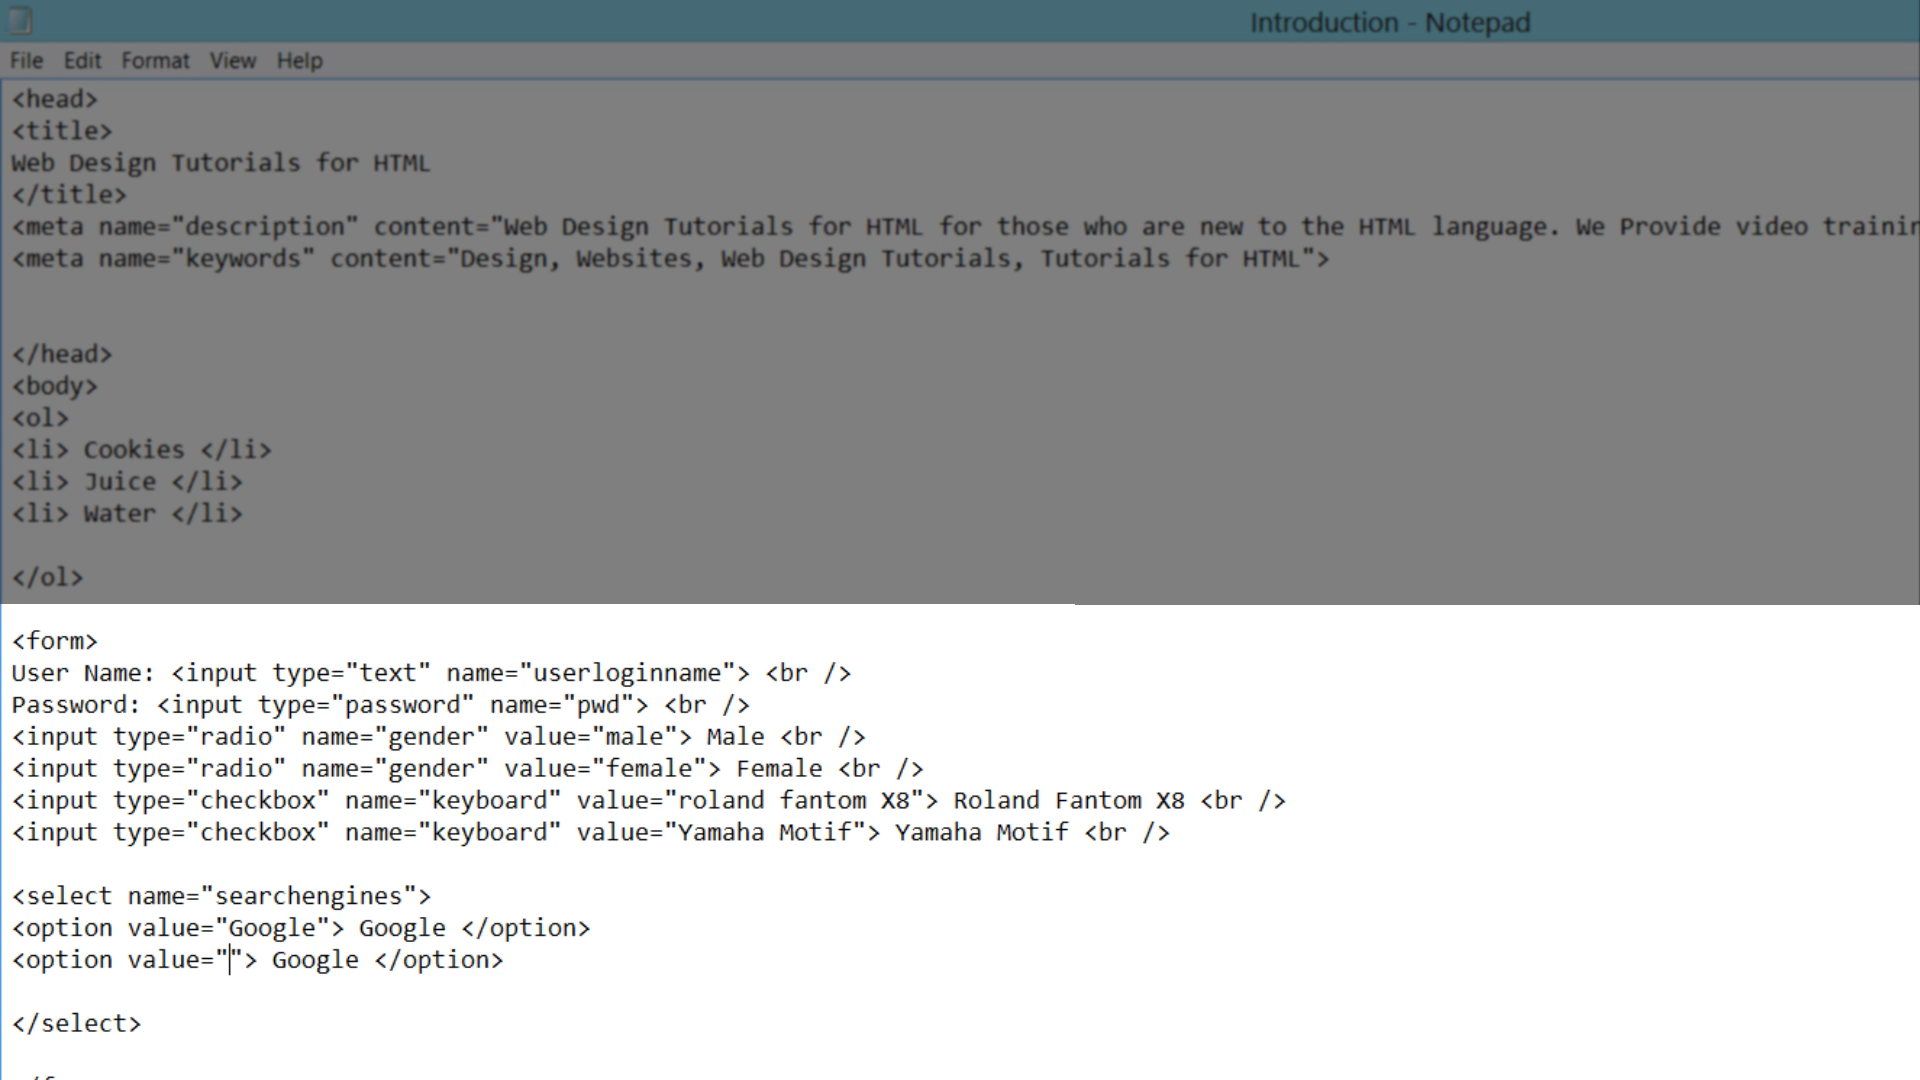 Introduction - Notepad
File Edit Format View Help
<head>
<title>
Web Design Tutorials for HTML
</title>
<meta name="description" content="Web Design Tutorials for HTML for those who are new to the HTML language. We Provide video
<meta name="keywords" content="Design, Websites, Web Design Tutorials, Tutorials for HTML">
</head>
<body>
<ol>
<li> Cookies </li>
<li> Juice </li>
<li> Water </li>
</ol>
<form>
User Name: <input type="text" name="userloginname"> <br />
Password: <input type="password" name="pwd"> <br />
<input type="radio" name="gender" value="male"> Male <br />
<input type="radio" name="gender" value="female"> Female <br />
<input type="checkbox" name="keyboard" value="roland fantom X8"> Roland Fantom X8 <br />
<input type="checkbox" name="keyboard" value="Yamaha Motif"> Yamaha Motif <br />
<select name="searchengines">
<option value="Google"> Google </option>
<option value=""> Google </option>
</select>